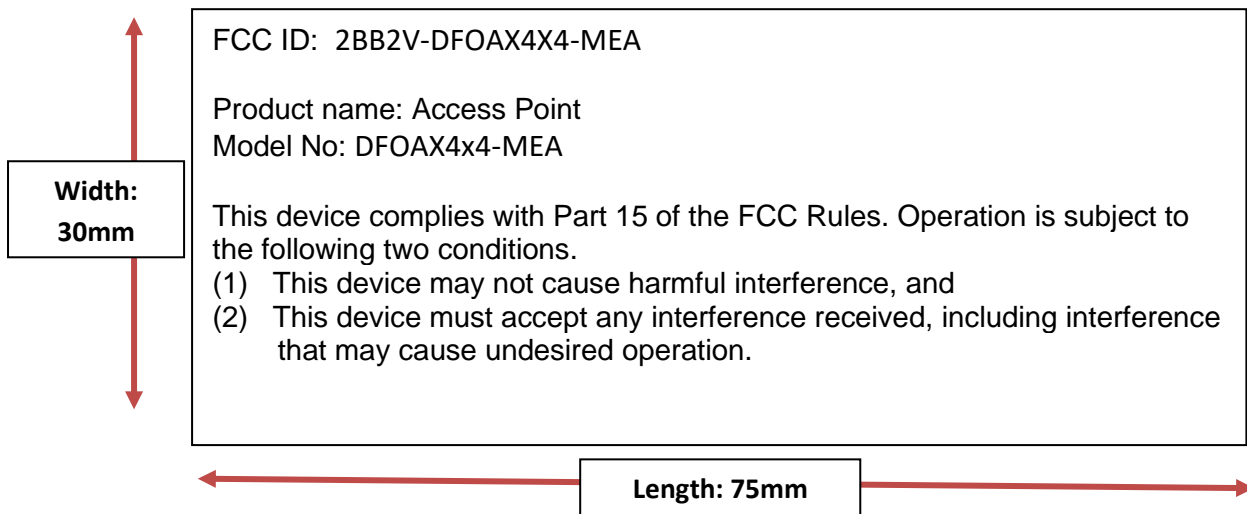 FCC ID: 2BB2V-DFOAX4X4-MEA
Product name: Access Point
Model No: DFOAX4x4-MEA
Width:
30mm
This device complies with Part 15 of the FCC Rules. Operation is subject to
the following two conditions.
(1) This device may not cause harmful interference, and
(2) This device must accept any interference received, including interference
that may cause undesired operation.
Length: 75mm